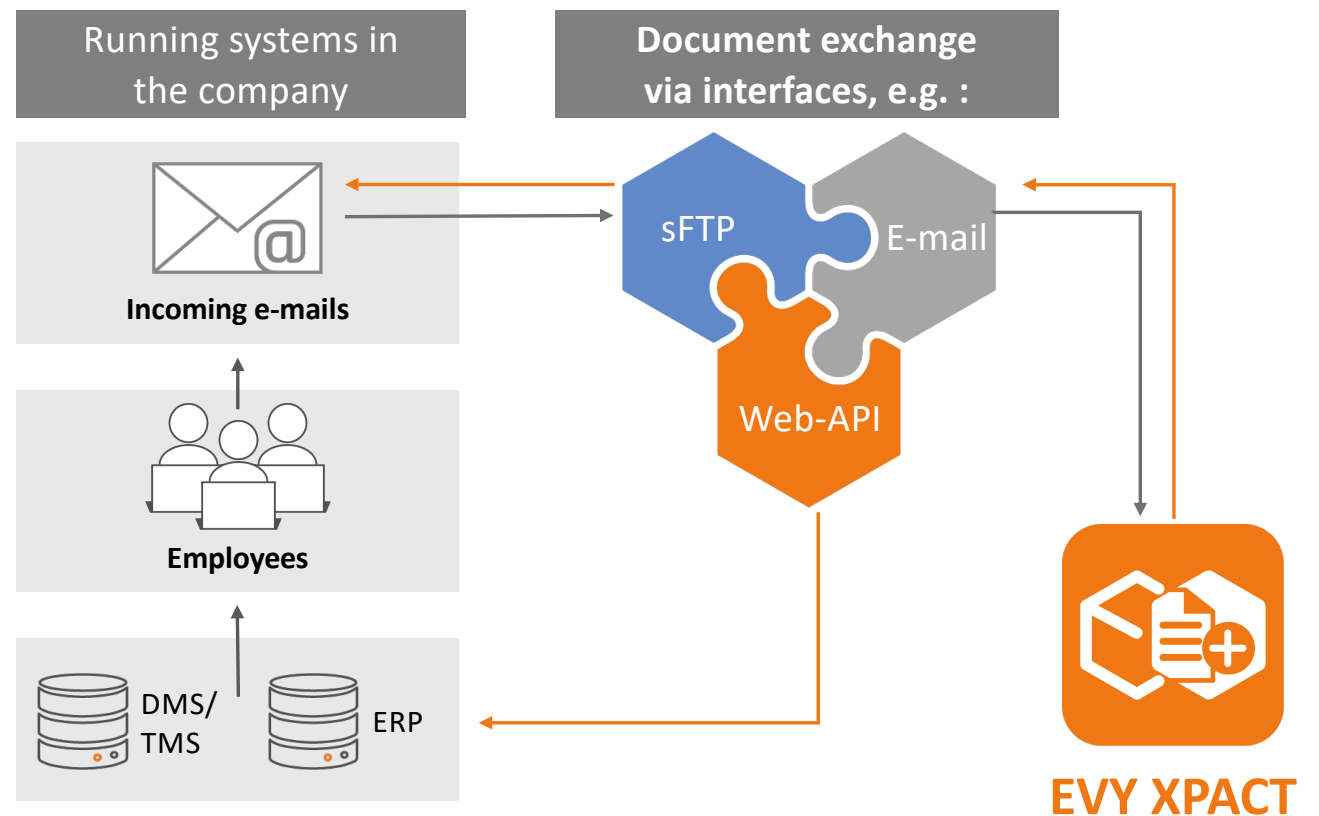 Running systems in
the company
Document exchange
via interfaces, e.g. :
@
Incoming e-mails
sFTP
E-mail
Web-API
Employees
DMS/
TMS
ERP
EVY XPACT